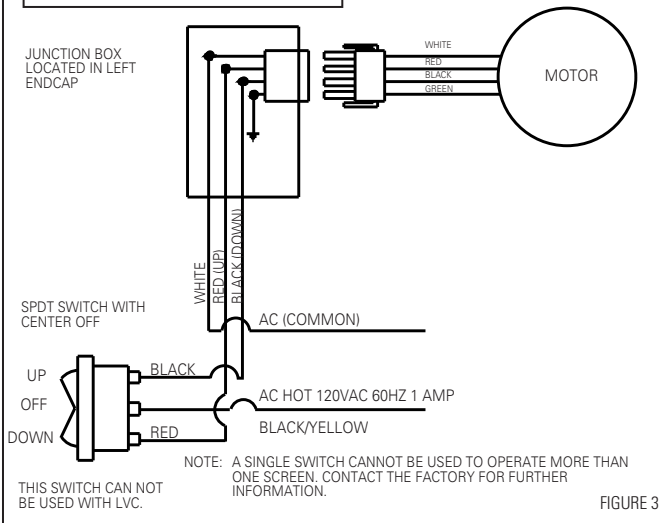 JUNCTION BOX
LOCATED IN LEFT
ENDCAP
WHITE
RED
BLACK
GREEN
MOTOR
WHITE
RED (UP)
BLACK (DOWN)
SPDT SWITCH WITH
CENTER OFF
AC (COMMON)
UP
BLACK
OFF
AC HOT 120VAC 60HZ 1 AMP
BLACK/YELLOW
DOWN
RED
NOTE: A SINGLE SWITCH CANNOT BE USED TO OPERATE MORE THAN
ONE SCREEN. CONTACT THE FACTORY FOR FURTHER
INFORMATION.
THIS SWITCH CAN NOT
BE USED WITH LVC.
FIGURE 3